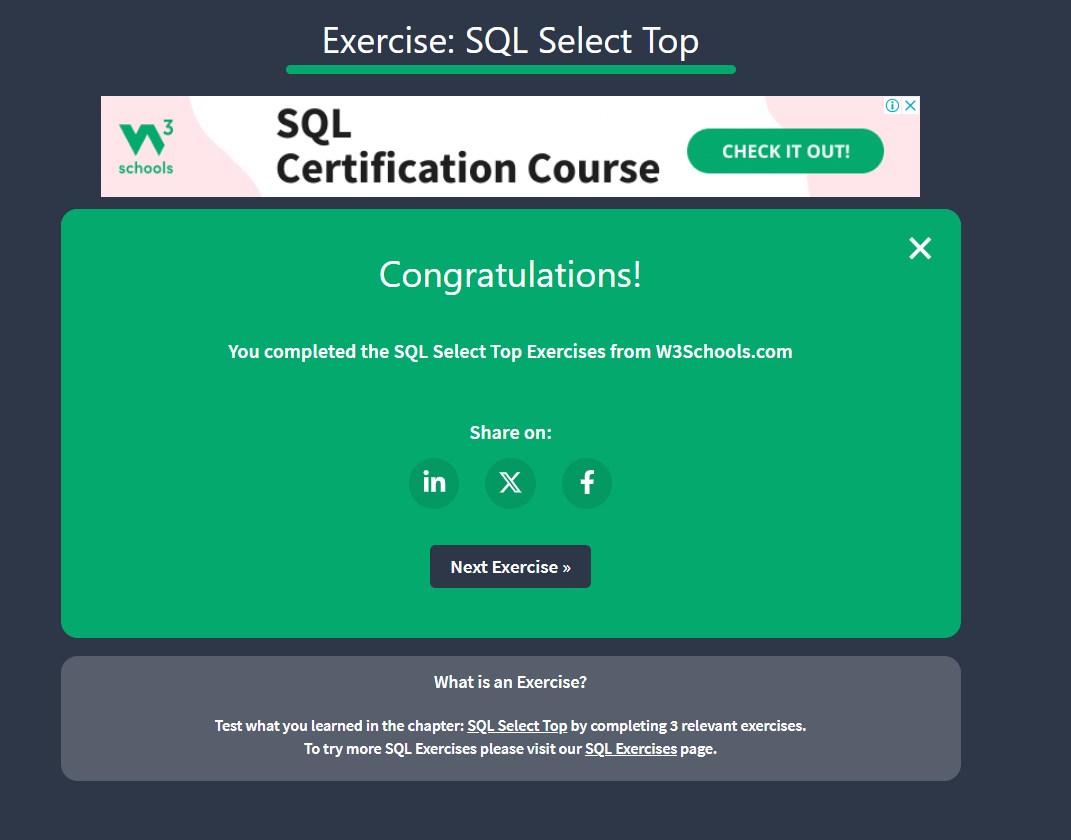 Exercise: SQL Select Top
W3
schools
SQL
Certification Course
CHECK IT OUT!
Congratulations!
You completed the SQL Select Top Exercises from W3Schools.com
Share on:
in
X
f
Next Exercise »
What is an Exercise?
Test what you learned in the chapter: SQL Select Top by completing 3 relevant exercises.
To try more SQL Exercises please visit our SQL Exercises page.